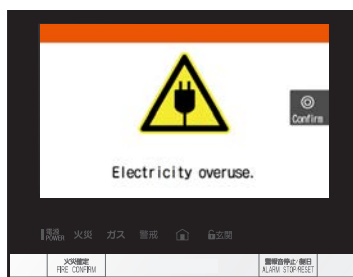 Confirm
Electricity overuse.
電源 火災 ガス 警戒 玄関
POWER
火災確定 警報音停止/復旧
FIRE CONFIRM ALARM STOP·RESET